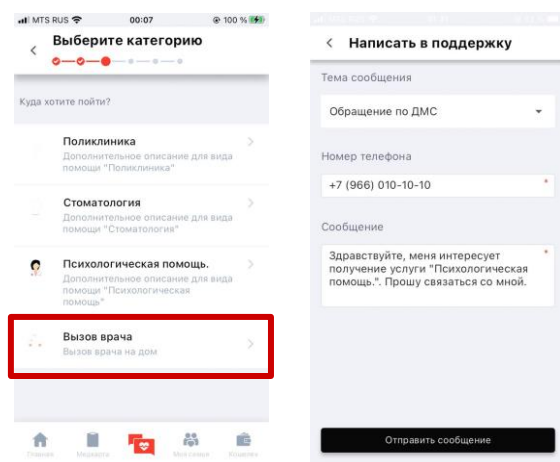 MTS RUS 00:07 100 %
Выберите категорию
Куда хотите пойти?
Поликлиника
Дополнительное описание для вида
помощи "Поликлиника"
Стоматология
Дополнительное описание для вида
помощи "Стоматология"
Психологическая помощь.
Дополнительное описание для вида
помощи "Психологическая
помощь"
Вызов врача
Вызов врача на дом
Главная Моя семья Кошелёк
Написать в поддержку
Тема сообщения
Обращение по ДМС
Номер телефона
+7 (966) 010-10-10 *
Сообщение
Здравствуйте, меня интересует *
получение услуги "Психологическая
помощь.". Прошу связаться со мной.
Отправить сообщение